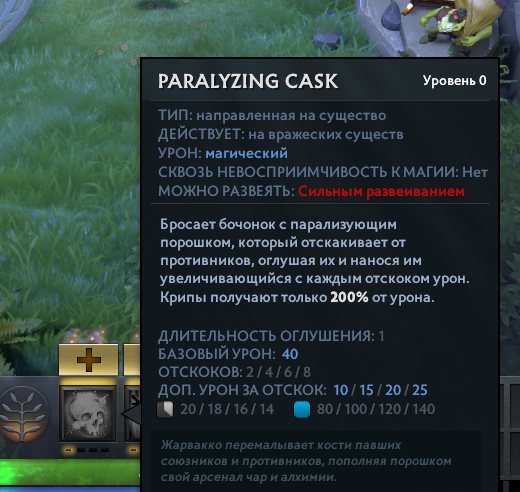 PARALYZING CASK
Уровень 0
ТИП: направленная на существо
ДЕЙСТВУЕТ: на вражеских существ
УРОН: магический
СКВОЗЬ НЕВОСПРИИМЧИВОСТЬ К МАГИИ: Нет
МОЖНО РАЗВЕЯТЬ: Сильным развеиванием
Бросает бочонок с парализующим
порошком, который отскакивает от
противников, оглушая их и нанося им
увеличивающийся с каждым отскоком урон.
Крипы получают только 200% от урона.
ДЛИТЕЛЬНОСТЬ ОГЛУШЕНИЯ: 1
БАЗОВЫЙ УРОН: 40
ОТСКОКОВ: 2 / 4 / 6 / 8
ДОП. УРОН ЗА ОТСКОК: 10 / 15 / 20 / 25
20 / 18 / 16 / 14 80 / 100 / 120 / 140
Жарвакко перемалывает кости павших
союзников и противников, пополняя порошком
свой арсенал чар и алхимии.